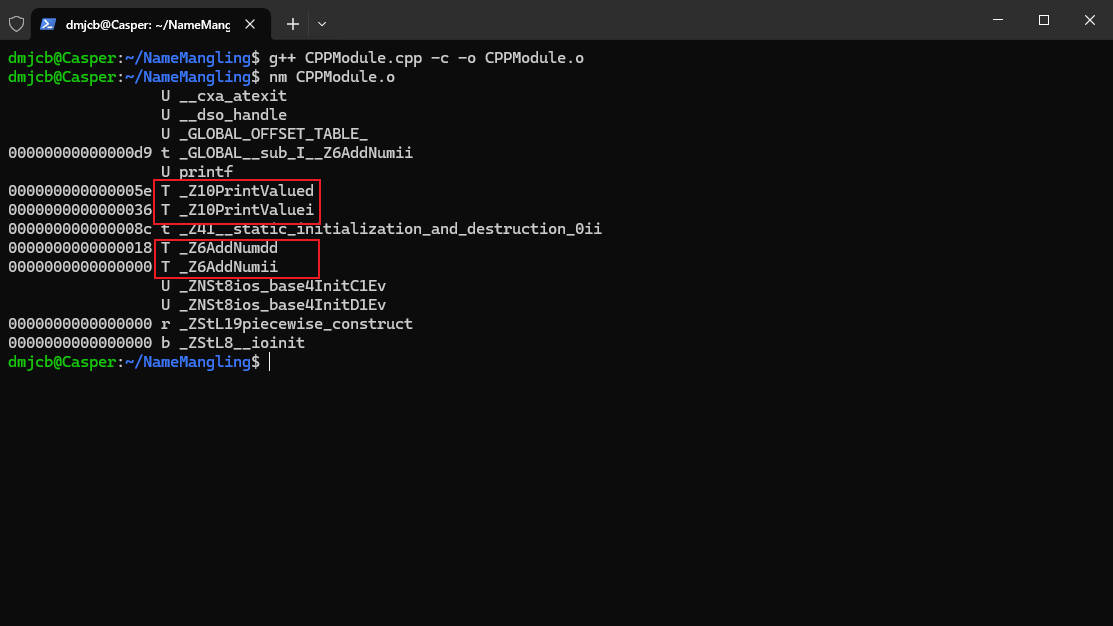 dmjcb@Casper: ~/NameMang
dmjcb@Casper:~/NameMangling$ g++ CPPModule.cpp -c -o CPPModule.o
dmjcb@Casper:~/NameMangling$ nm CPPModule.o
U __cxa_atexit
U __dso_handle
U _GLOBAL_OFFSET_TABLE_
00000000000000d9 t _GLOBAL__sub_I__Z6AddNumii
U printf
000000000000005e T _Z10PrintValued
0000000000000036 T _Z10PrintValuei
000000000000008c t _Z41__static_initialization_and_destruction_0ii
0000000000000018 T _Z6AddNumdd
0000000000000000 T _Z6AddNumii
U _ZNSt8ios_base4InitC1Ev
U _ZNSt8ios_base4InitD1Ev
0000000000000000 r _ZStL19piecewise_construct
0000000000000000 b _ZStL8__ioinit
dmjcb@Casper:~/NameMangling$